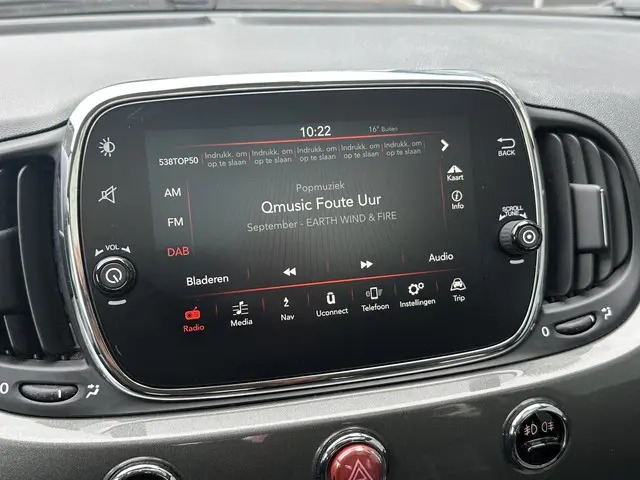 10:22
16° Buiten
538TOP50
Indrukk. om op te slaan
Indrukk. om op te slaan
Indrukk. om op te slaan
Indrukk. om op te slaan
Indrukk. om op te slaan
BACK
Kaart
AM
Popmuziek
Info
Qmusic Foute Uur
FM
September - EARTH WIND & FIRE
SCROLL
TUNE
DAB
VOL
Audio
Bladeren
Radio
Media
Nav
Uconnect
Telefoon
Instellingen
Trip
0
0